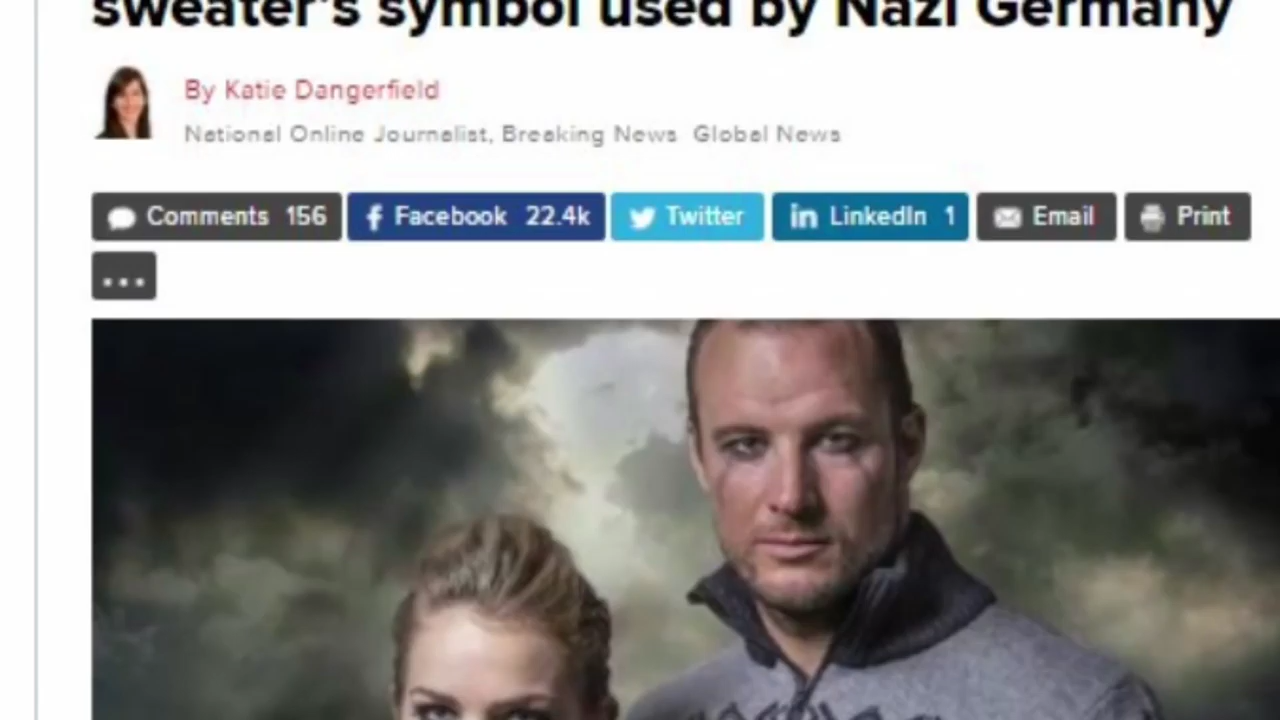 sweater's symbol used by Nazi Germany
By Katie Dangerfield
National Online Journalist, Breaking News Global News
Comments 156 Facebook 22.4k Twitter LinkedIn 1 Email Print
...